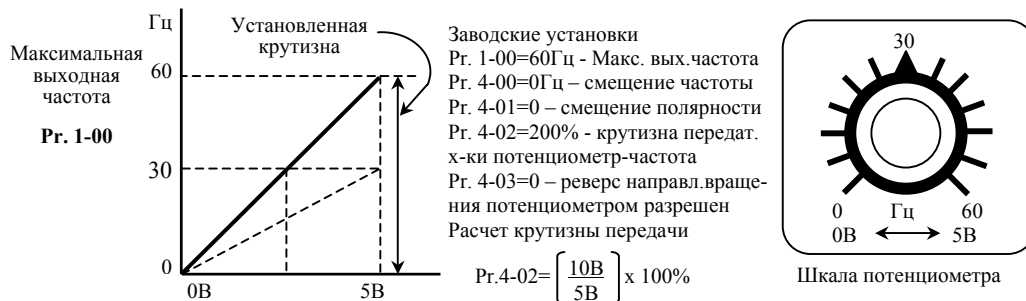 Гц
Максимальная
выходная
частота
Pr. 1-00
Установленная
крутизна
60
30
0
0В
5В
Заводские установки
Pr. 1-00=60Гц - Макс. вых.частота
Pr. 4-00=0Гц – смещение частоты
Pr. 4-01=0 – смещение полярности
Pr. 4-02=200% - крутизна передат.
х-ки потенциометр-частота
Pr. 4-03=0 – реверс направл.враще-
ния потенциометром разрешен
Расчет крутизны передачи
Pr.4-02= ( 10В
5В ) x 100%
30
0 Гц 60
0В 5В
Шкала потенциометра